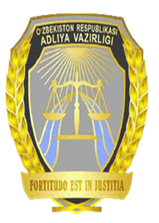 O'ZBEKISTON RESPUBLIKASI
ADLIYA VAZIRLIGI
FORTITUDO EST IN JUSTITIA